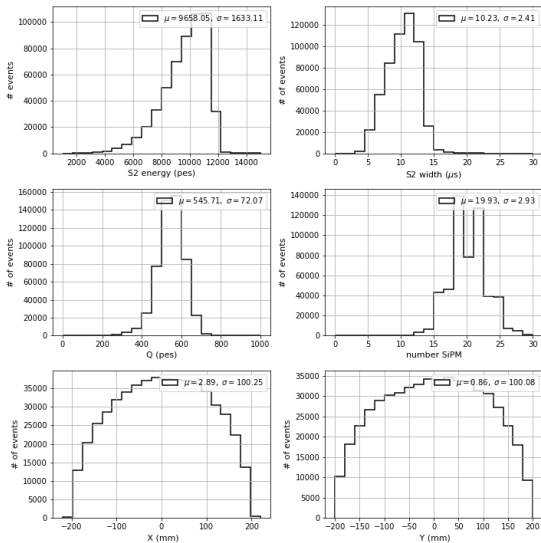 μ=9658.05, σ=1633.11
100000
80000
60000
40000
20000
0
# events
2000 4000 6000 8000 10000 12000 14000
S2 energy (pes)
μ=10.23, σ=2.41
120000
100000
80000
60000
40000
20000
0
# of events
0 5 10 15 20 25 30
S2 width (μs)
μ=545.71, σ=72.07
160000
140000
120000
100000
80000
60000
40000
20000
0
# of events
0 200 400 600 800 1000
Q (pes)
μ=19.93, σ=2.93
140000
120000
100000
80000
60000
40000
20000
0
# of events
0 5 10 15 20 25 30
number SiPM
μ=2.89, σ=100.25
35000
30000
25000
20000
15000
10000
5000
0
# of events
−200 −100 0 100 200
X (mm)
μ=0.86, σ=100.08
35000
30000
25000
20000
15000
10000
5000
0
# of events
−200 −150 −100 −50 0 50 100 150 200
Y (mm)